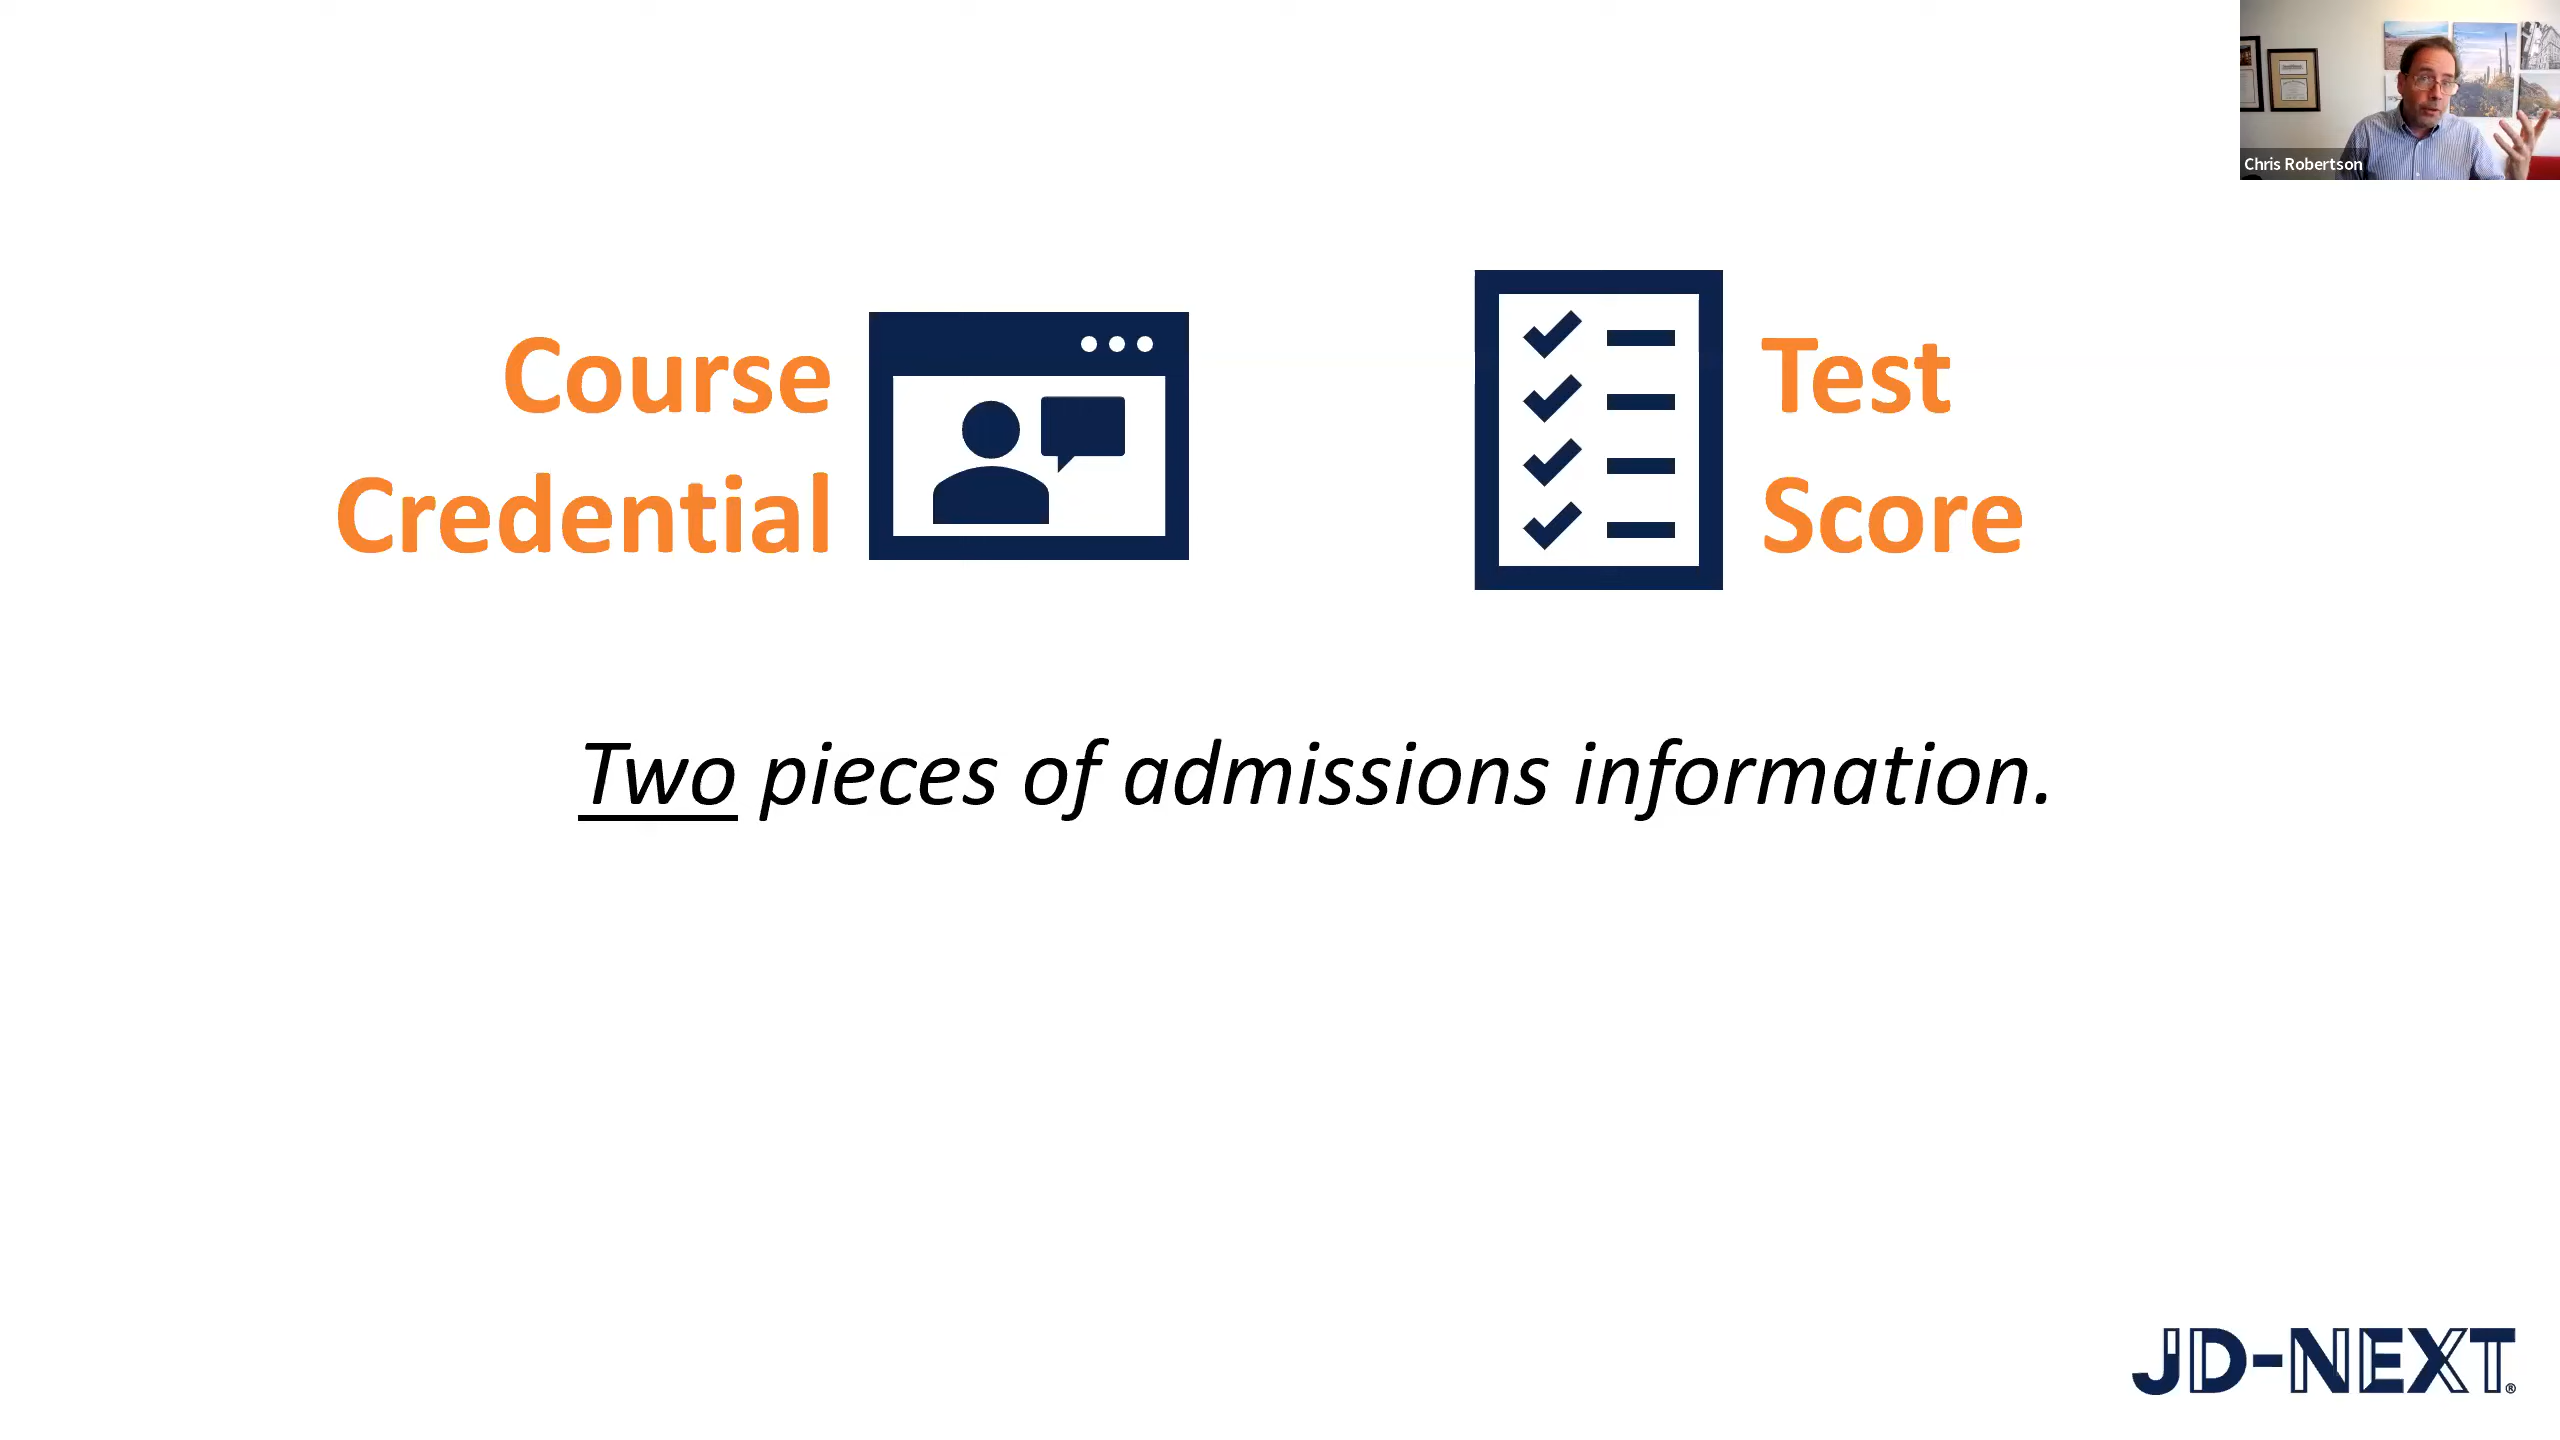 Chris Robertson
Course
Credential
Test
Score
Two pieces of admissions information.
JD-NEXT®